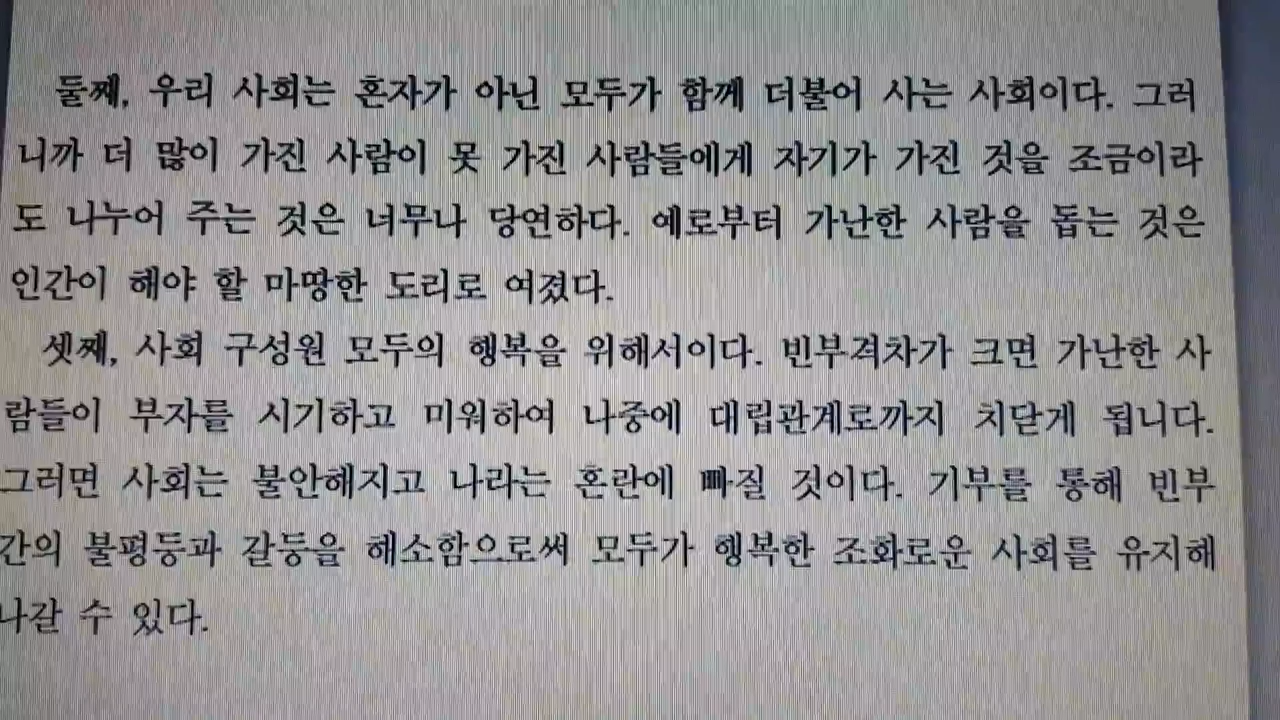 둘째, 우리 사회는 혼자가 아닌 모두가 함께 더불어 사는 사회이다. 그러
니까 더 많이 가진 사람이 못 가진 사람들에게 자기가 가진 것을 조금이라
도 나누어 주는 것은 너무나 당연하다. 예로부터 가난한 사람을 돕는 것은
인간이 해야 할 마땅한 도리로 여겼다.
셋째, 사회 구성원 모두의 행복을 위해서이다. 빈부격차가 크면 가난한 사
람들이 부자를 시기하고 미워하여 나중에 대립관계로까지 치닫게 됩니다.
그러면 사회는 불안해지고 나라는 혼란에 빠질 것이다. 기부를 통해 빈부
간의 불평등과 갈등을 해소함으로써 모두가 행복한 조화로운 사회를 유지해
나갈 수 있다.